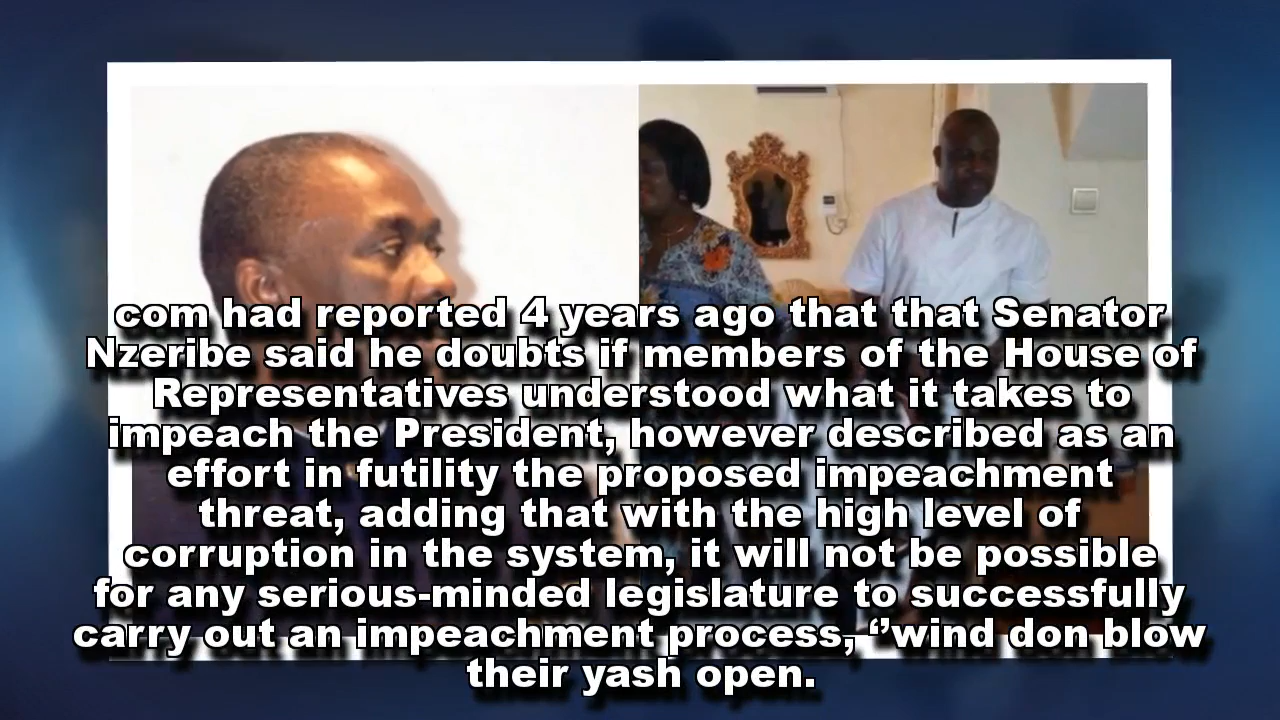 com had reported 4 years ago that that Senator
Nzeribe said he doubts if members of the House of
Representatives understood what it takes to
impeach the President, however described as an
effort in futility the proposed impeachment
threat, adding that with the high level of
corruption in the system, it will not be possible
for any serious-minded legislature to successfully
carry out an impeachment process, ‘’wind don blow
their yash open.